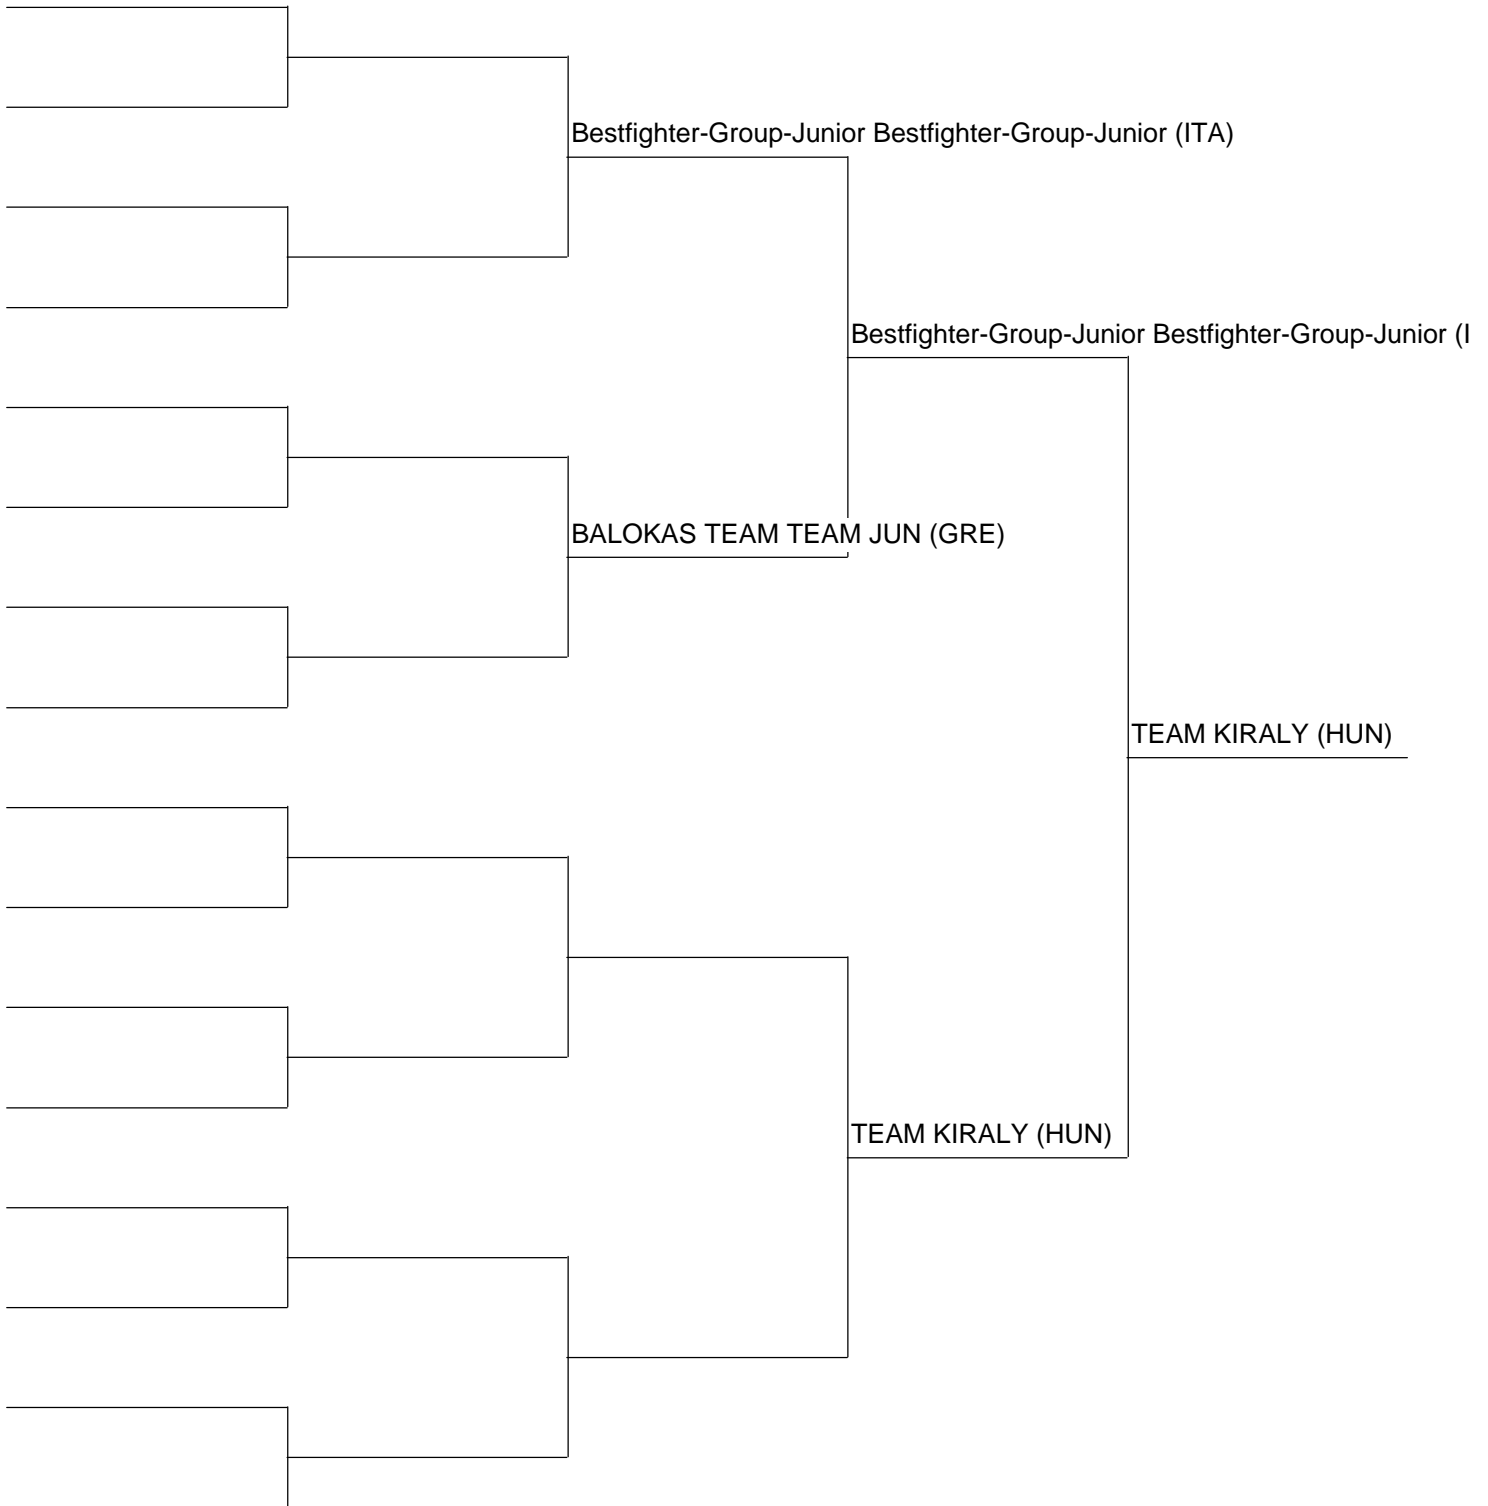 Bestfighter-Group-Junior Bestfighter-Group-Junior (ITA)
Bestfighter-Group-Junior Bestfighter-Group-Junior (I
BALOKAS TEAM TEAM JUN (GRE)
TEAM KIRALY (HUN)
TEAM KIRALY (HUN)